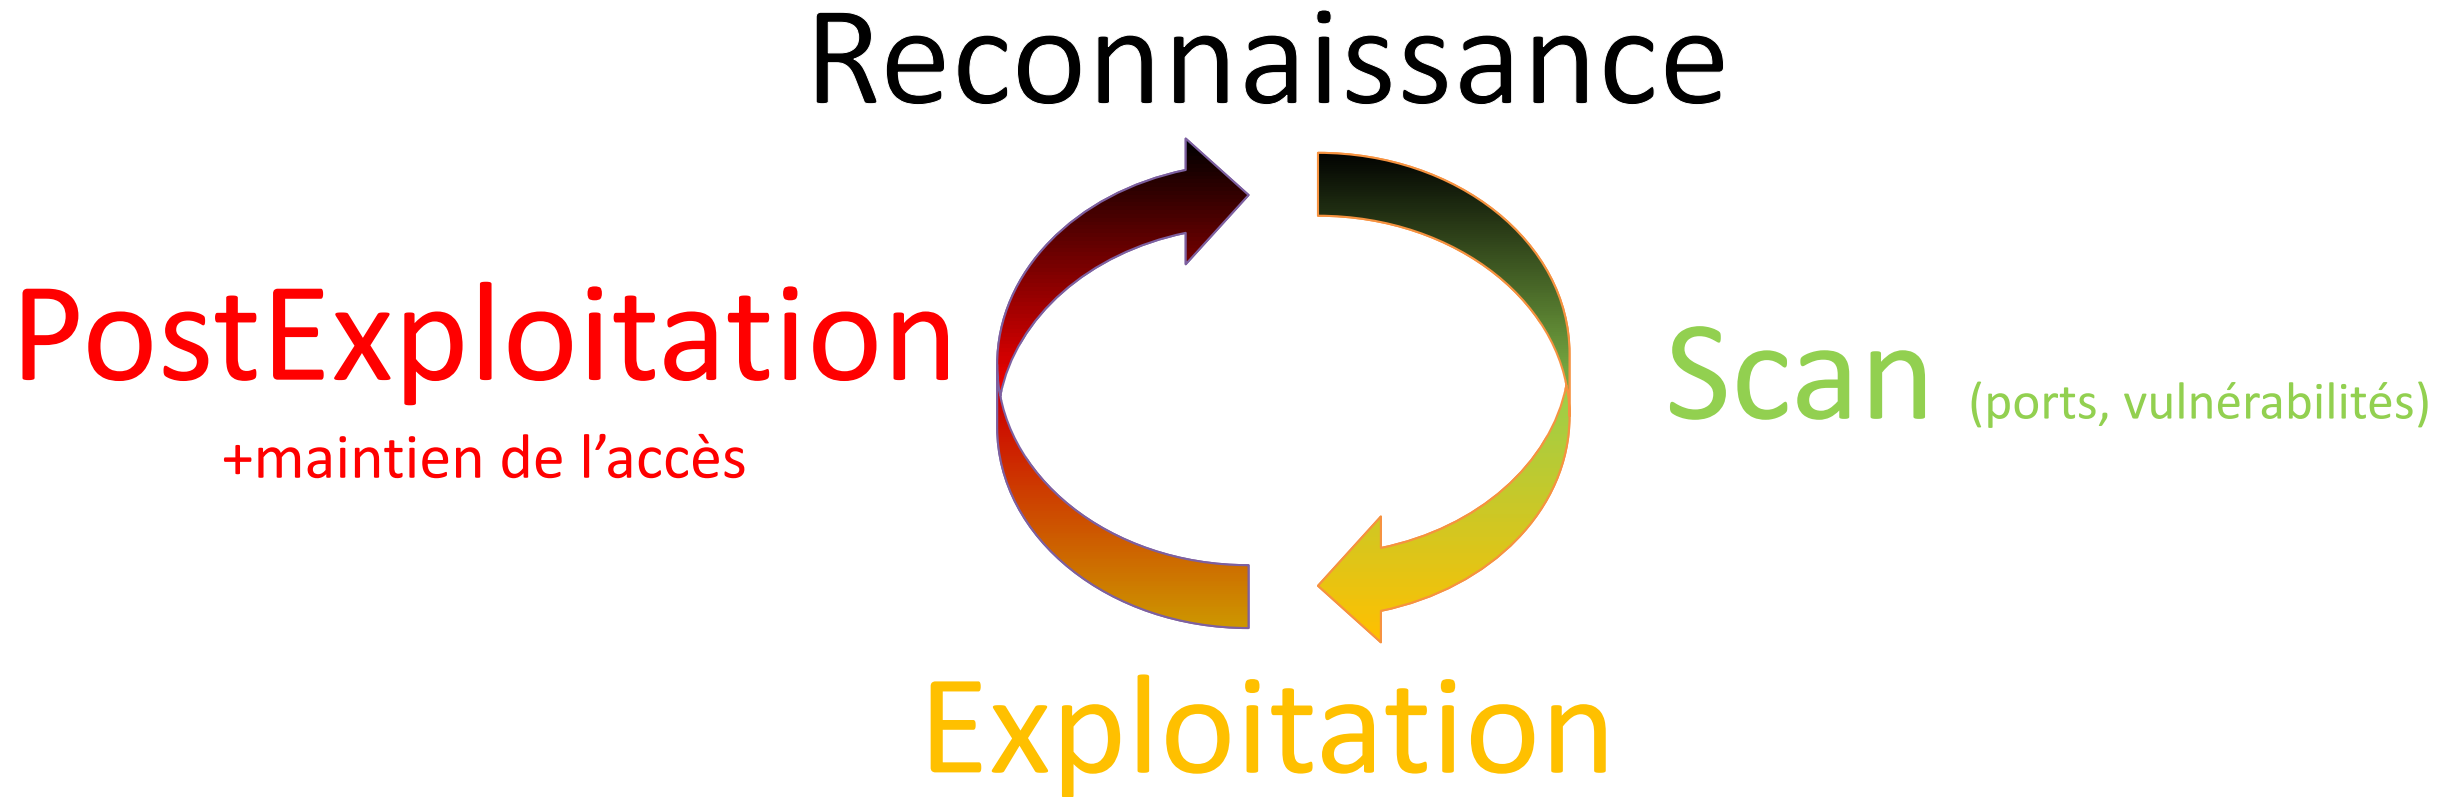 Reconnaissance
PostExploitation
+maintien de l’accès
Scan (ports, vulnérabilités)
Exploitation